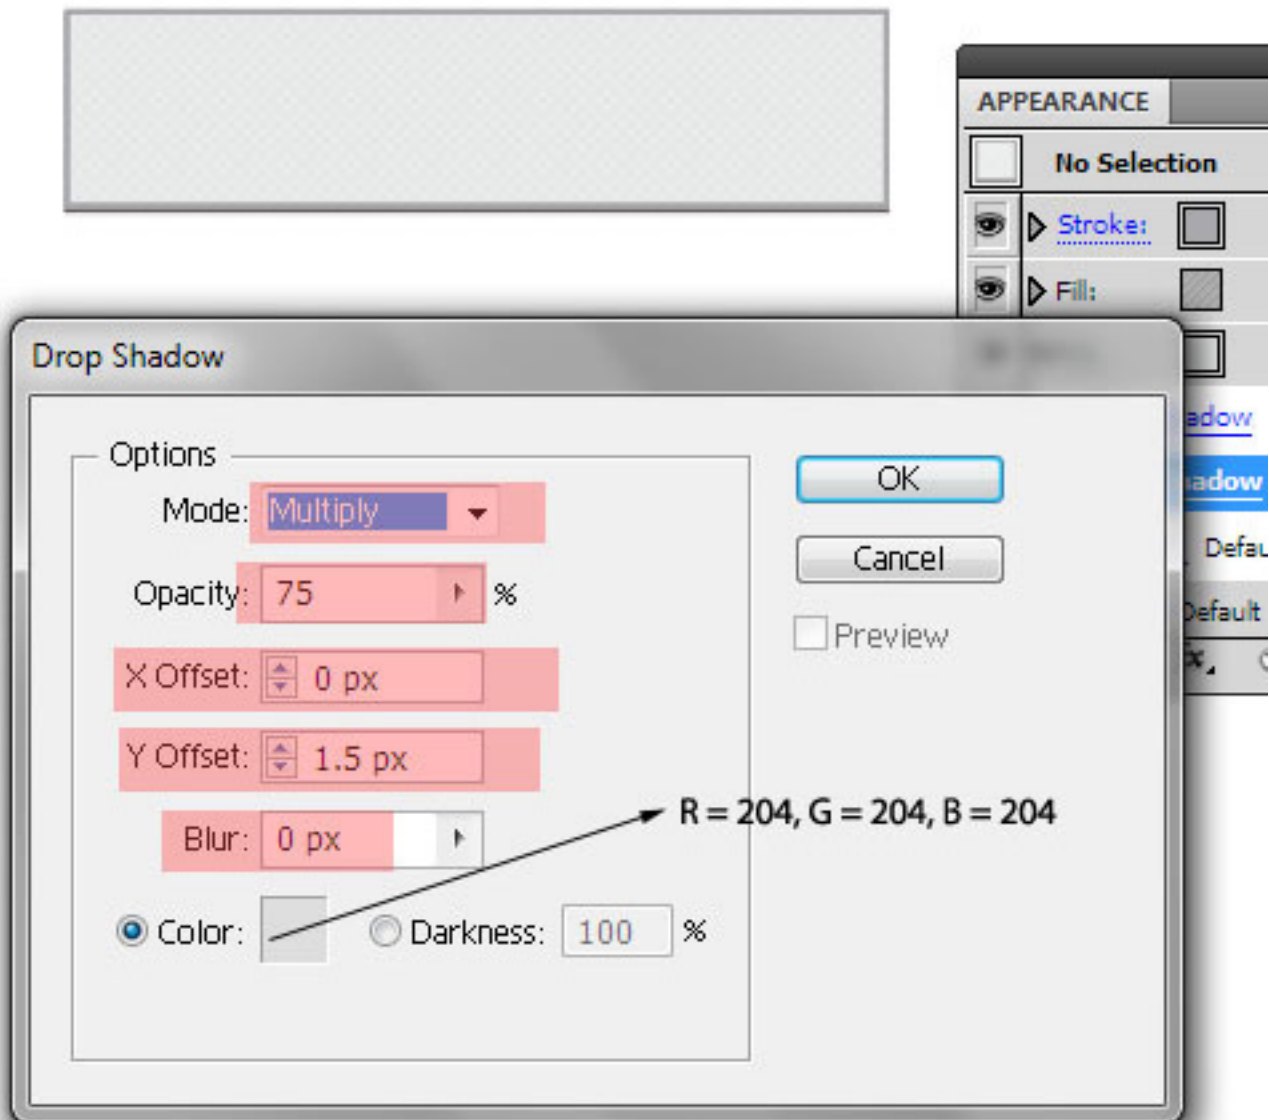 APPEARANCE
No Selection
Stroke:
Fill:
Drop Shadow
adow
Options
OK
Mode: Multiply
adow
Cancel
Defau
Opacity: 75 %
Default
Preview
X Offset: 0 px
Y Offset: 1.5 px
R = 204, G = 204, B = 204
Blur: 0 px
Color: Darkness: 100 %